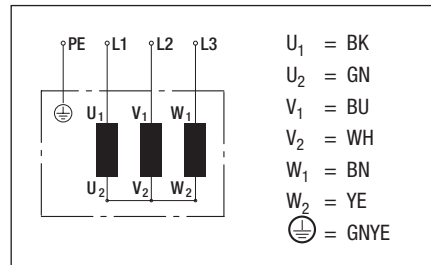 PE L1 L2 L3
U1 V1 W1
U2 V2 W2
U1 = BK
U2 = GN
V1 = BU
V2 = WH
W1 = BN
W2 = YE
= GNYE